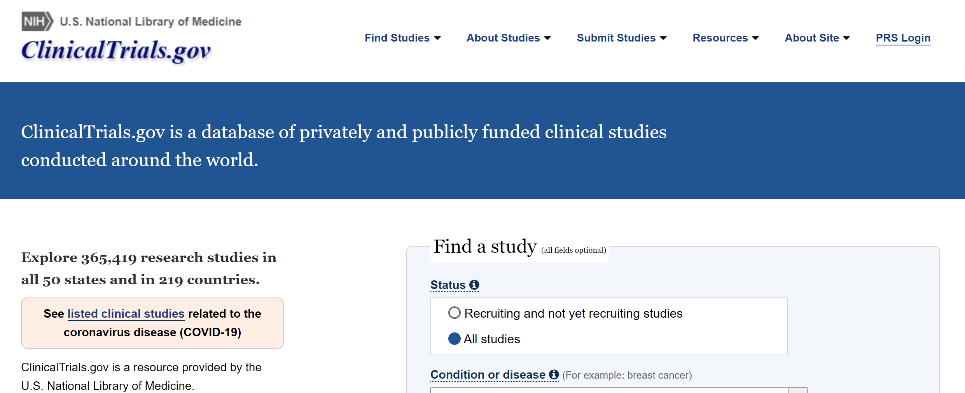 NIH U.S. National Library of Medicine
ClinicalTrials.gov
Find Studies About Studies Submit Studies Resources About Site PRS Login
ClinicalTrials.gov is a database of privately and publicly funded clinical studies
conducted around the world.
Explore 365,419 research studies in
all 50 states and in 219 countries.
See listed clinical studies related to the
coronavirus disease (COVID-19)
ClinicalTrials.gov is a resource provided by the
U.S. National Library of Medicine.
Find a study (all fields optional)
Status
Recruiting and not yet recruiting studies
All studies
Condition or disease (For example: breast cancer)